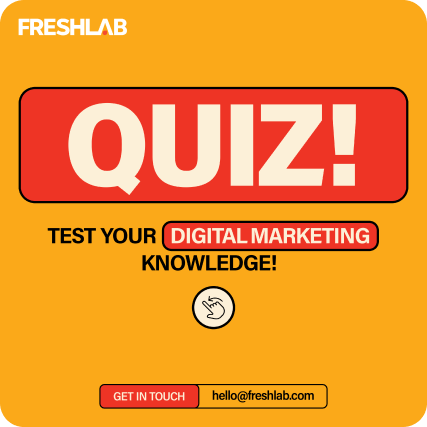 FRESHLAB
QUIZ!
TEST YOUR DIGITAL MARKETING
KNOWLEDGE!
GET IN TOUCH hello@freshlab.com